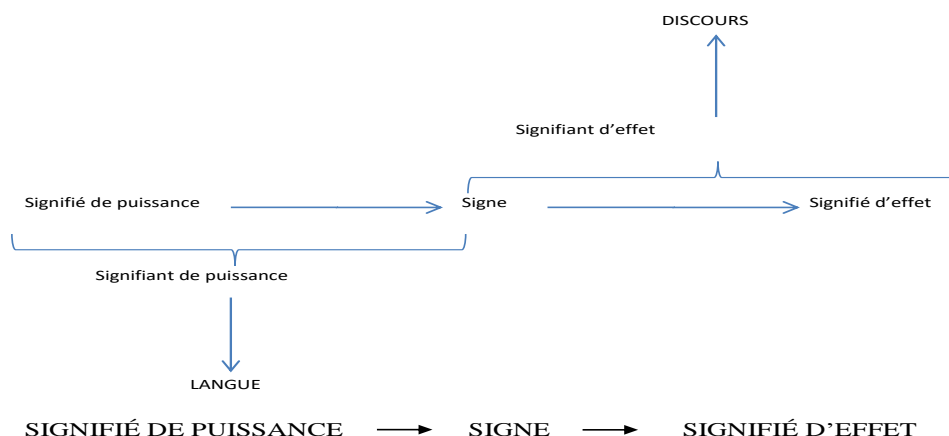 DISCOURS
Signifiant d’effet
Signifié de puissance Signe Signifié d’effet
Signifiant de puissance
LANGUE
SIGNIFIÉ DE PUISSANCE SIGNE SIGNIFIÉ D’EFFET